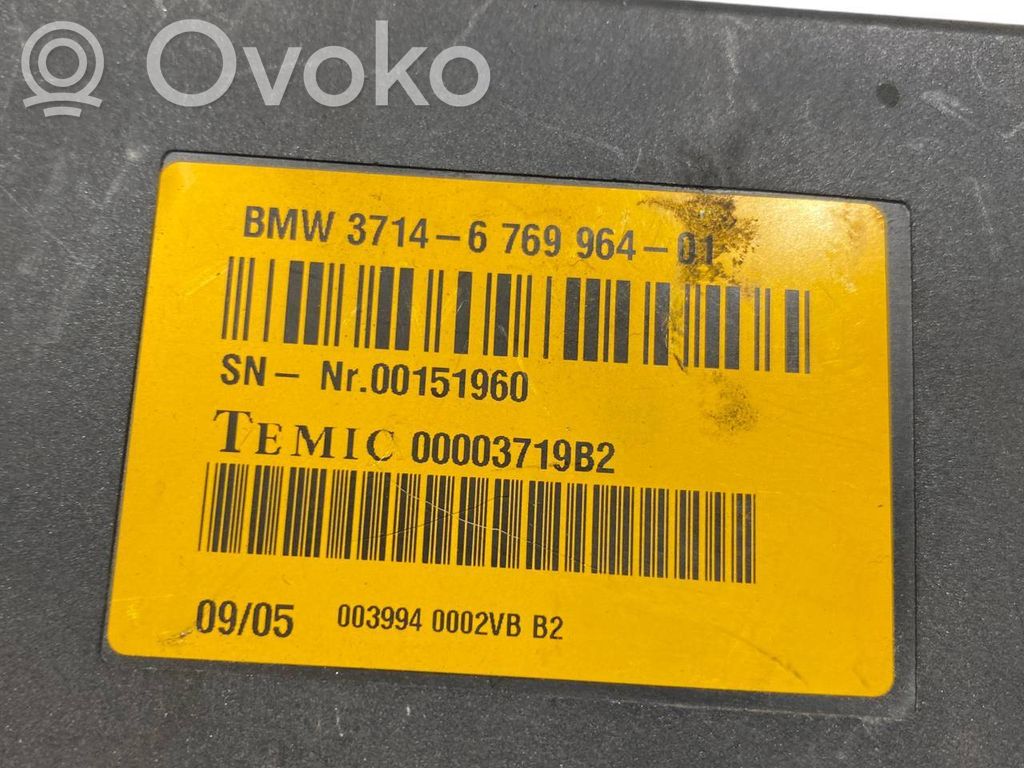 Ovoko
BMW 3714-6 769 964-01
SN- Nr.00151960
TEMIC 00003719B2
09/05 003994 0002VB B2